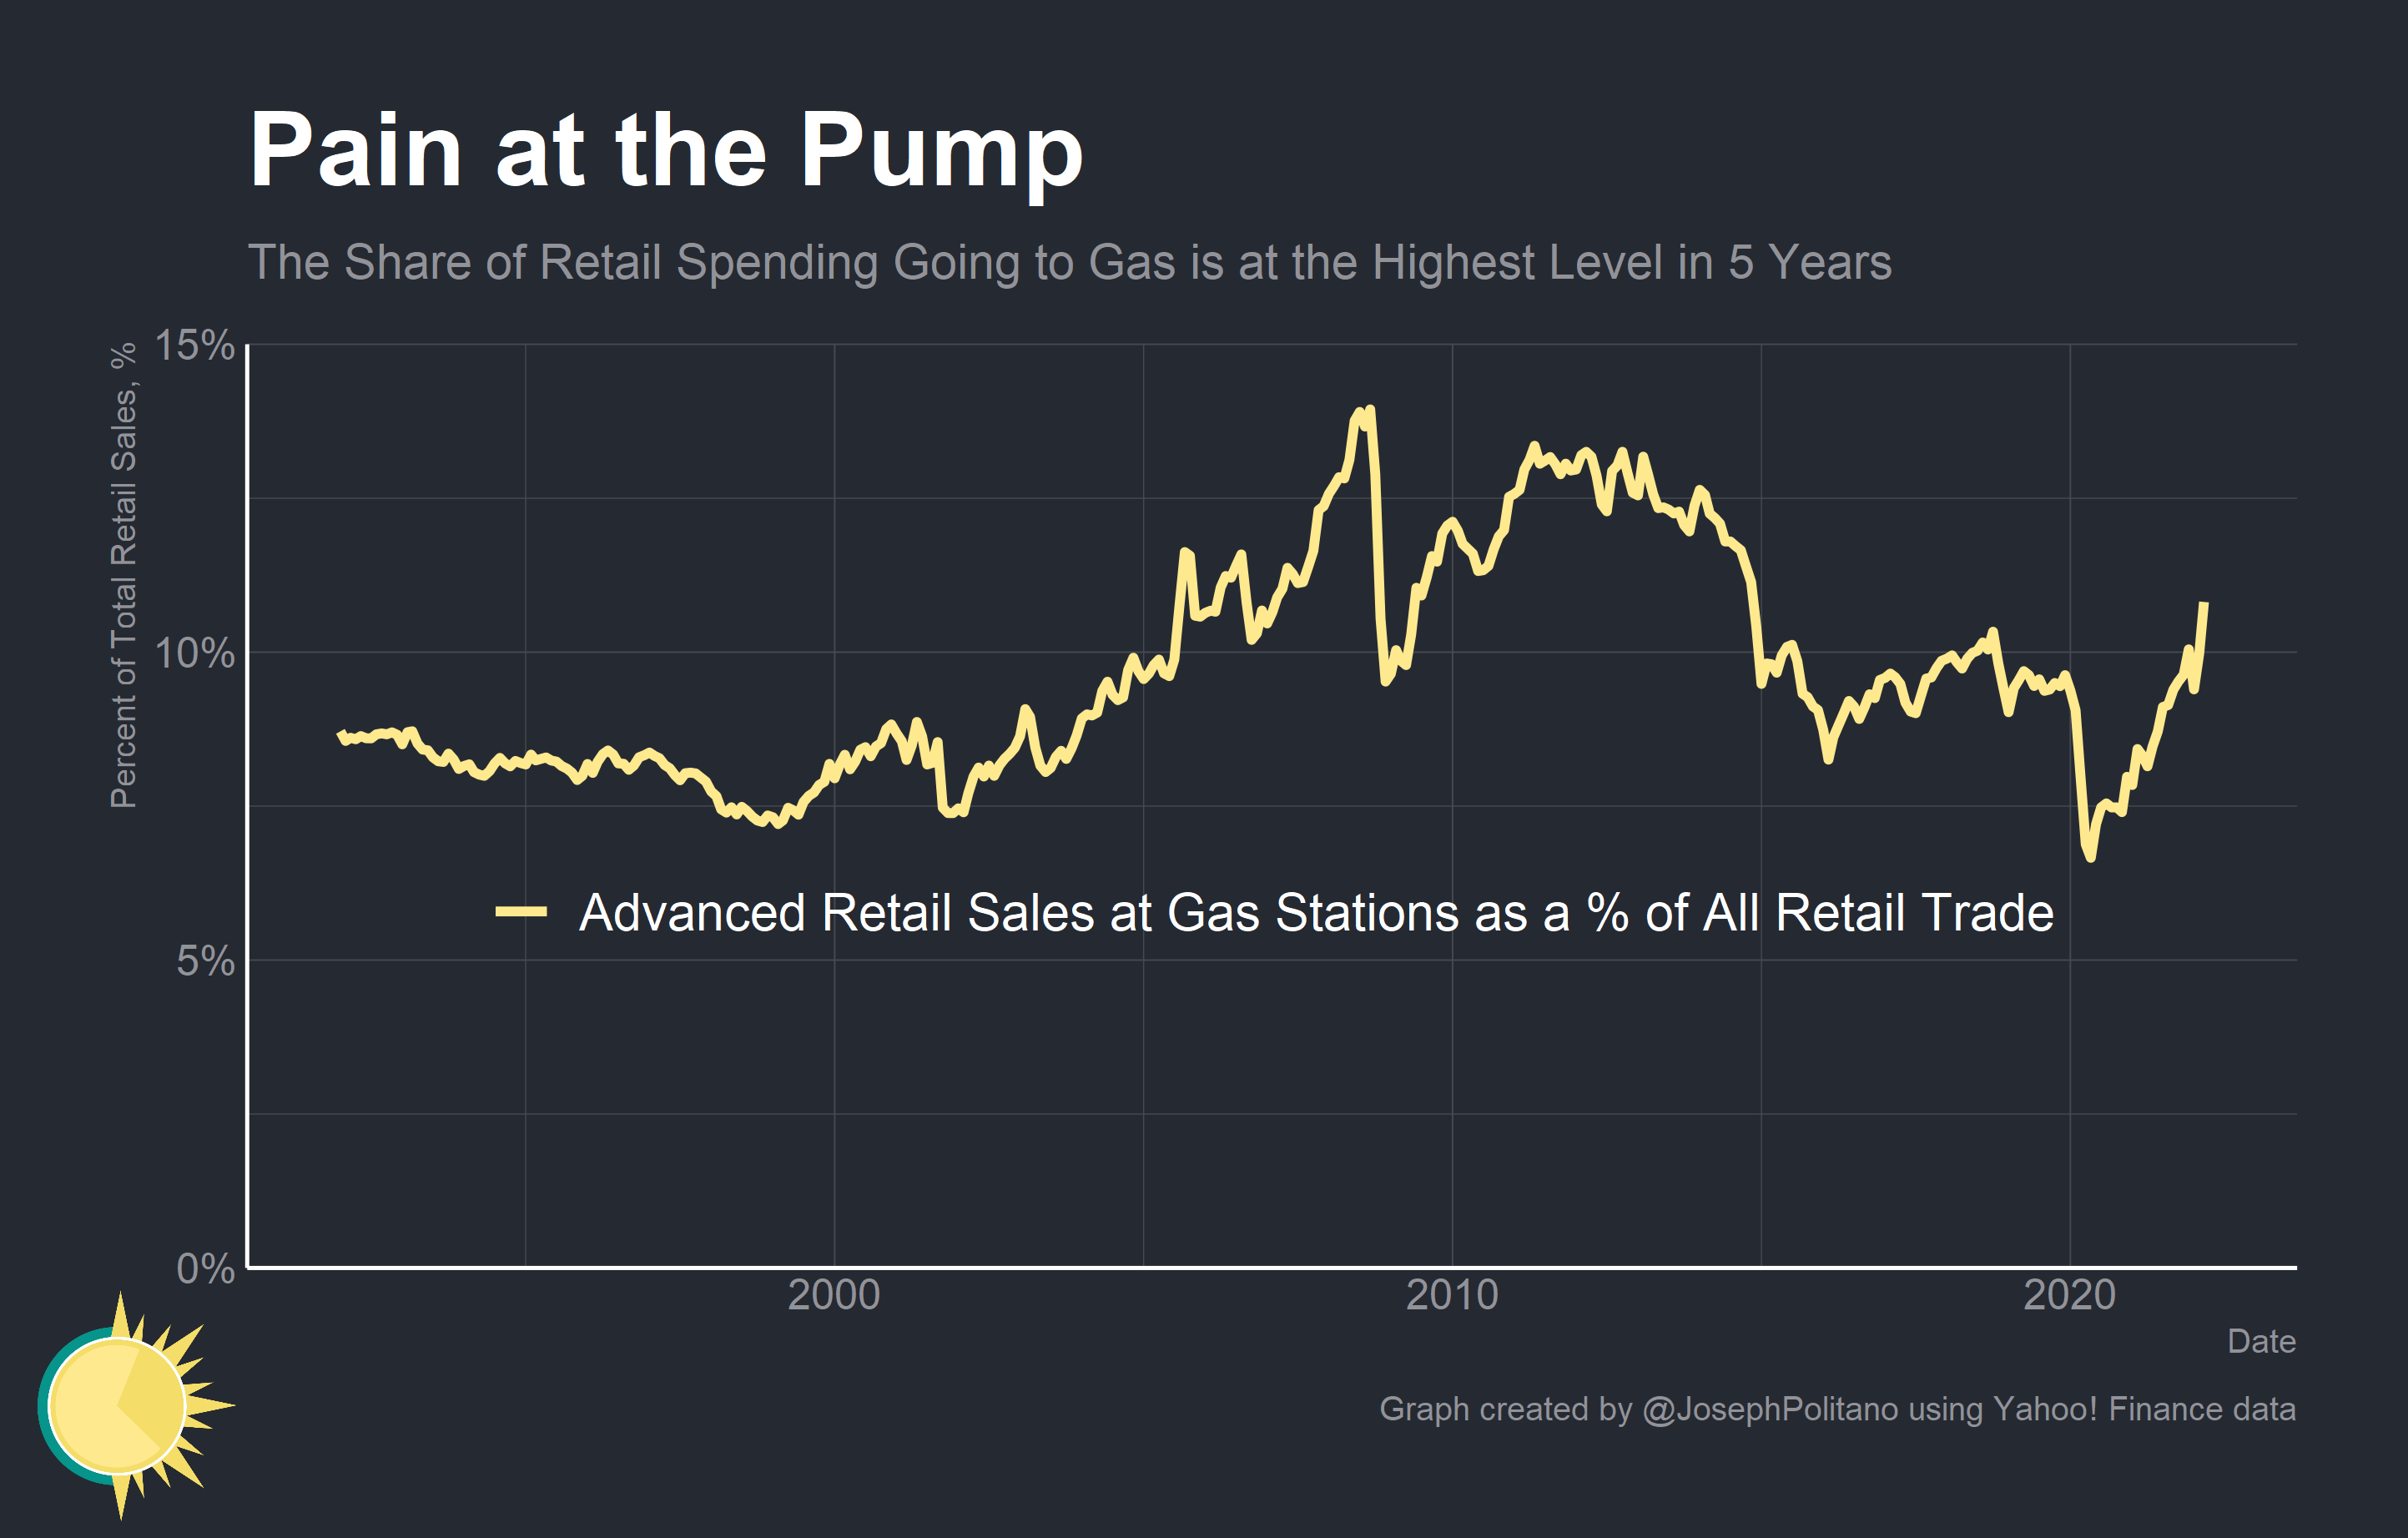 Pain at the Pump
The Share of Retail Spending Going to Gas is at the Highest Level in 5 Years
Percent of Total Retail Sales, %
15%
10%
5%
0%
Advanced Retail Sales at Gas Stations as a % of All Retail Trade
2000
2010
2020
Date
Graph created by @JosephPolitano using Yahoo! Finance data